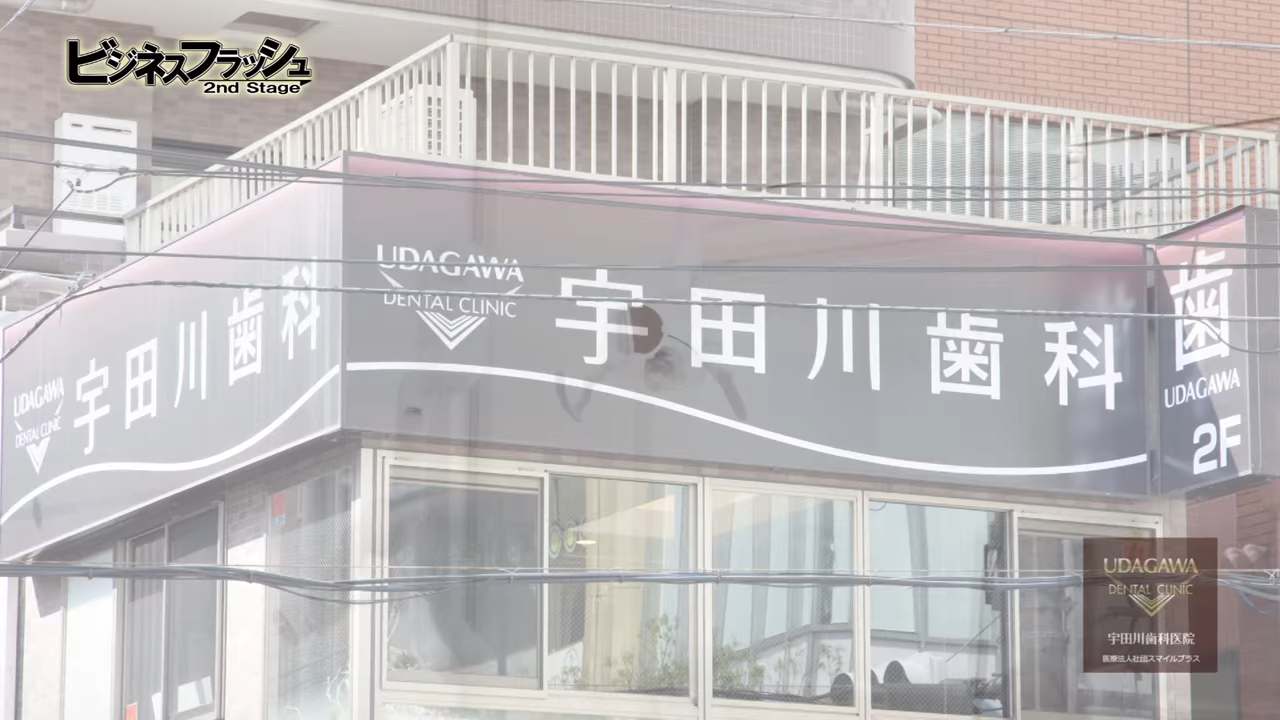 ビジネスフラッシュ
2nd Stage
UDAGAWA
DENTAL CLINIC
宇田川歯科
UDAGAWA
DENTAL CLINIC
宇田川歯科
歯
UDAGAWA
2F
UDAGAWA
DENTAL CLINIC
宇田川歯科医院
医療法人社団スマイルプラス